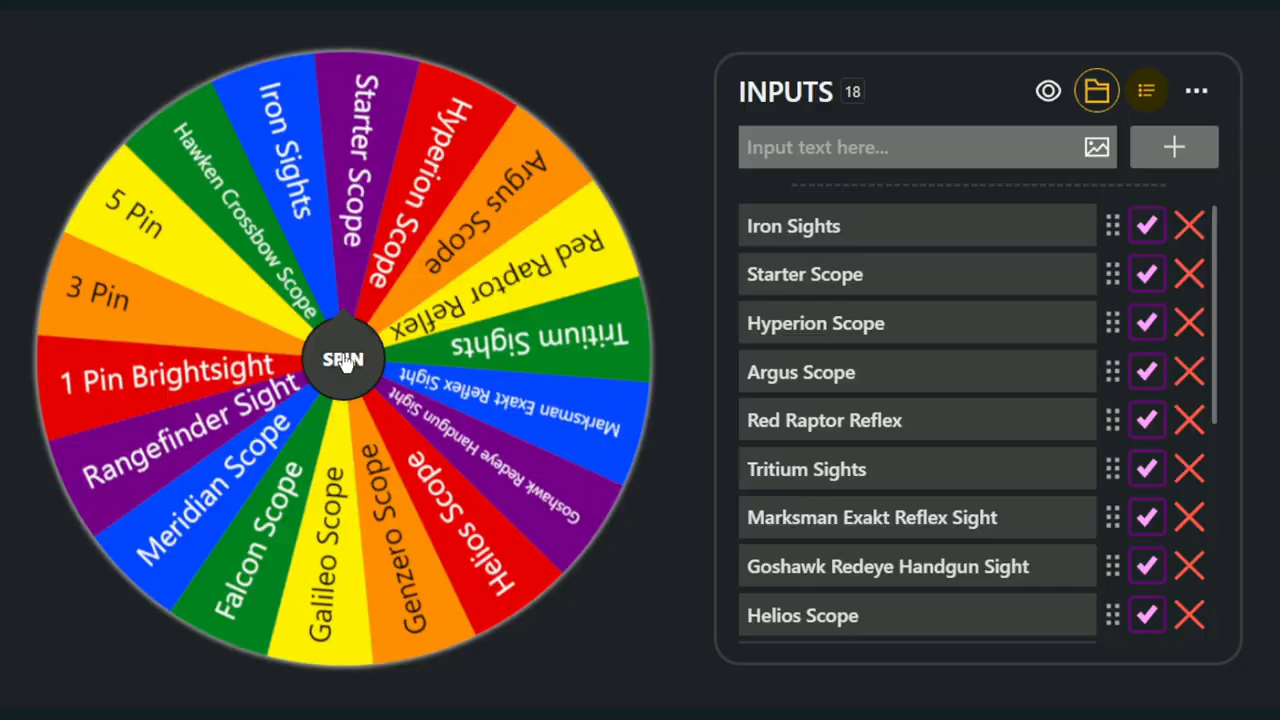 Iron Sights
Starter Scope
Hyperion Scope
Argus Scope
Red Raptor Reflex
Tritium Sights
Marksman Exakt Reflex Sight
Goshawk Redeye Handgun Sight
Helios Scope
Genzero Scope
Galileo Scope
Falcon Scope
Meridian Scope
Rangefinder Sight
1 Pin Brightsight
3 Pin
5 Pin
Hawken Crossbow Scope
SPIN
INPUTS 18
Input text here...
Iron Sights
Starter Scope
Hyperion Scope
Argus Scope
Red Raptor Reflex
Tritium Sights
Marksman Exakt Reflex Sight
Goshawk Redeye Handgun Sight
Helios Scope